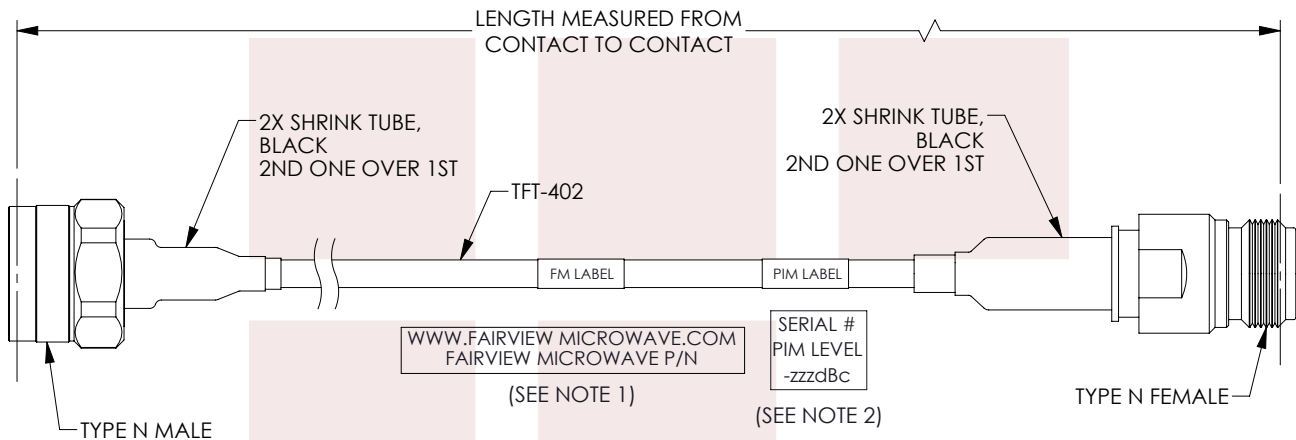 LENGTH MEASURED FROM
CONTACT TO CONTACT
2X SHRINK TUBE,
BLACK
2ND ONE OVER 1ST
2X SHRINK TUBE,
BLACK
2ND ONE OVER 1ST
TFT-402
FM LABEL
PIM LABEL
WWW.FAIRVIEW MICROWAVE.COM
FAIRVIEW MICROWAVE P/N
(SEE NOTE 1)
SERIAL #
PIM LEVEL
-zzzdBc
(SEE NOTE 2)
TYPE N MALE
TYPE N FEMALE